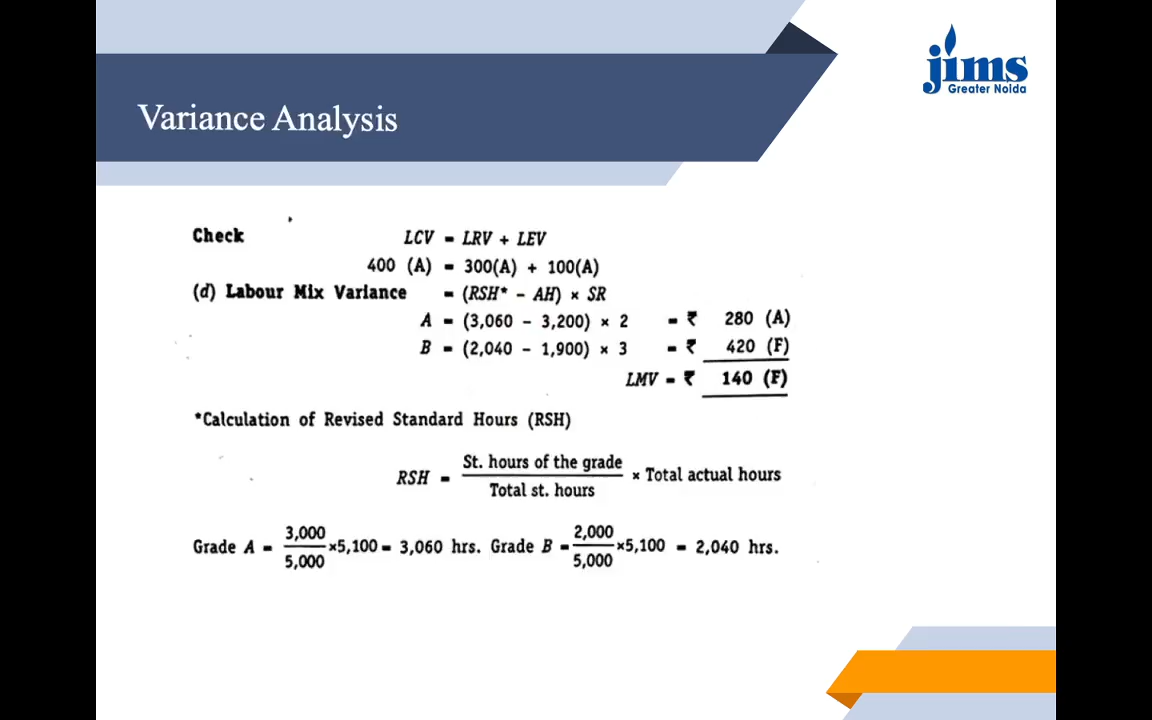 jims
Greater Noida
Variance Analysis
Check LCV = LRV + LEV
400 (A) = 300(A) + 100(A)
(d) Labour Mix Variance = (RSH* - AH) × SR
A = (3,060 - 3,200) × 2 = ₹ 280 (A)
B = (2,040 - 1,900) × 3 = ₹ 420 (F)
LMV = ₹ 140 (F)
*Calculation of Revised Standard Hours (RSH)
RSH = St. hours of the grade / Total st. hours × Total actual hours
Grade A = 3,000 / 5,000 ×5,100 = 3,060 hrs. Grade B = 2,000 / 5,000 ×5,100 = 2,040 hrs.